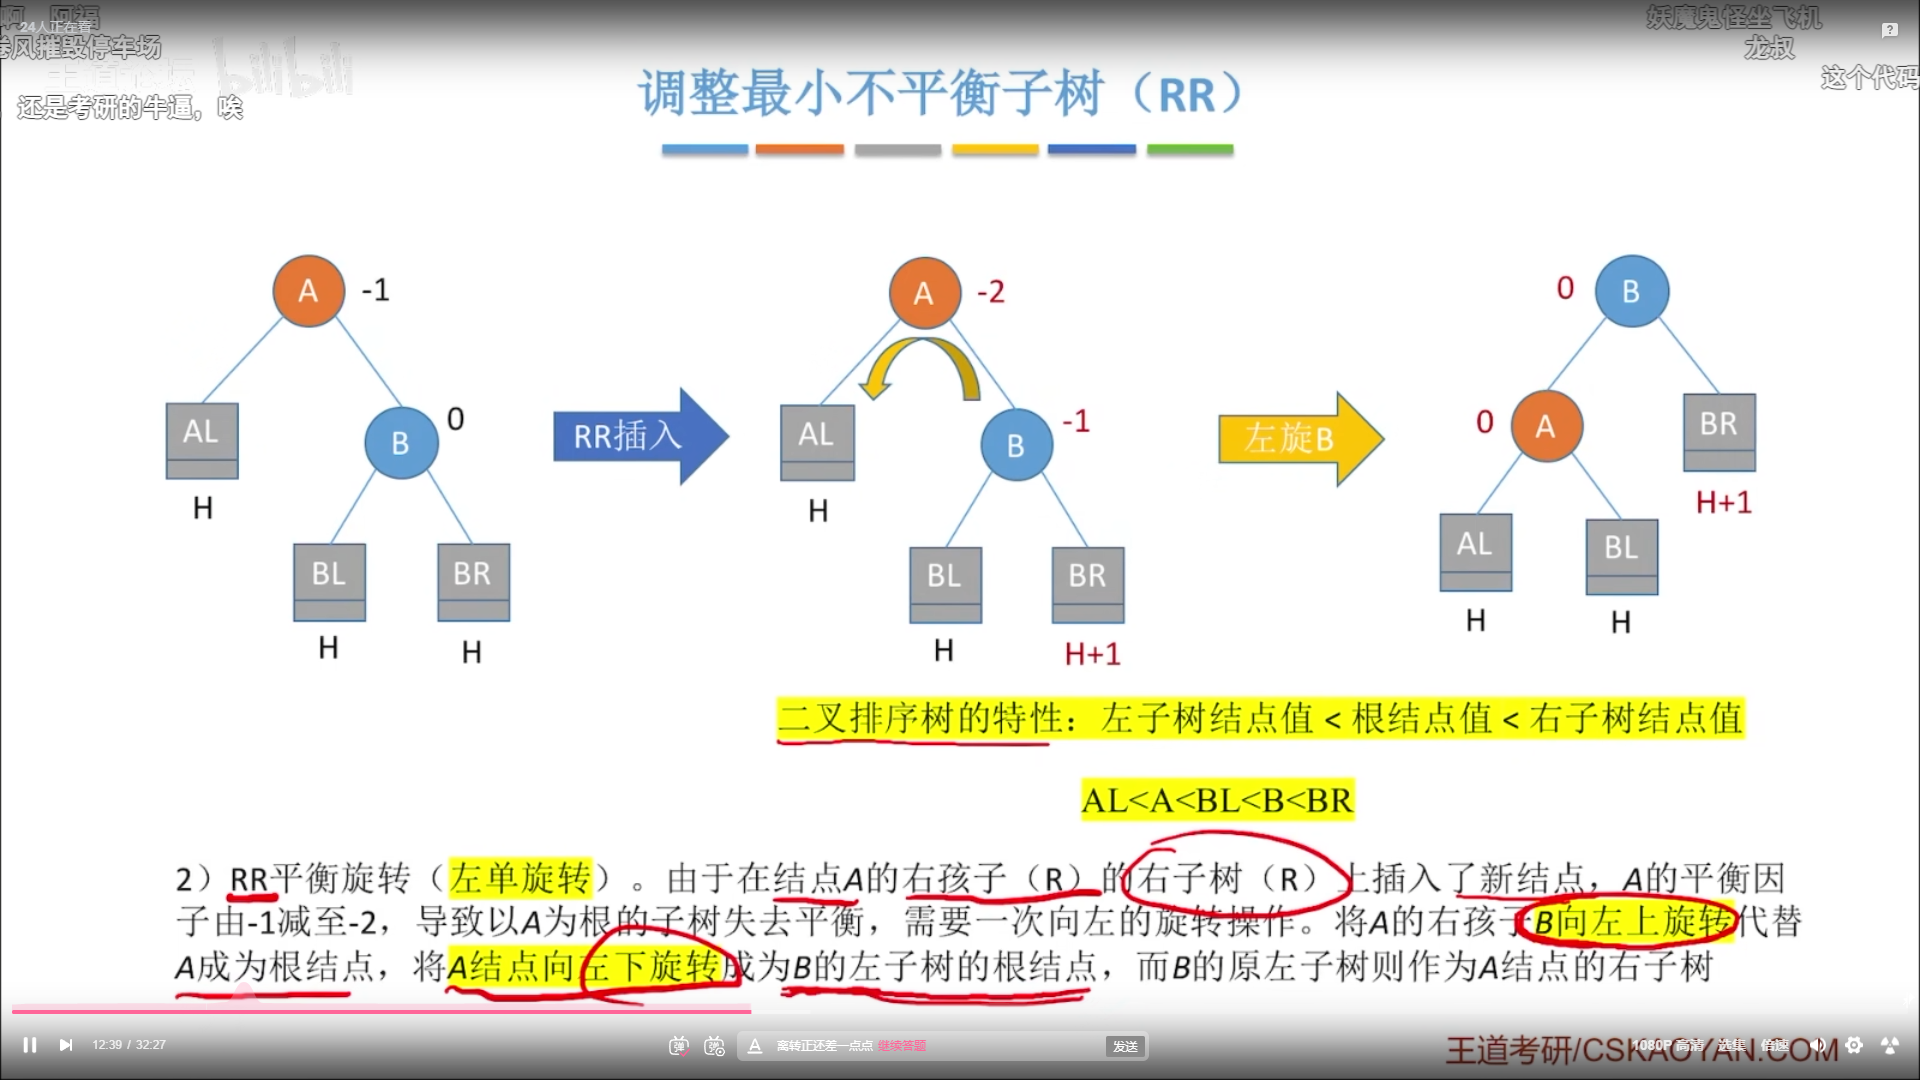 24人正在看
卷风摧毁停车场
还是考研的牛逼，唉
妖魔鬼怪坐飞机
龙叔
这个代码
bilibili
调整最小不平衡子树（RR）
A -1
AL
H
B 0
BL
H
BR
H
RR插入
A -2
AL
H
B -1
BL
H
BR
H+1
左旋B
0 B
0 A
BR
H+1
AL
H
BL
H
二叉排序树的特性：左子树结点值 < 根结点值 < 右子树结点值
AL<A<BL<B<BR
2）RR平衡旋转（左单旋转）。由于在结点A的右孩子（R）的右子树（R）上插入了新结点，A的平衡因
子由-1减至-2，导致以A为根的子树失去平衡，需要一次向左的旋转操作。将A的右孩子B向左上旋转代替
A成为根结点，将A结点向左下旋转成为B的左子树的根结点，而B的原左子树则作为A结点的右子树
12:39 / 32:27
弹
弹
A
离转正还差一点点 继续答题
发送
王道考研/CSKAOYAN.COM
1080P 高清
选集
倍速